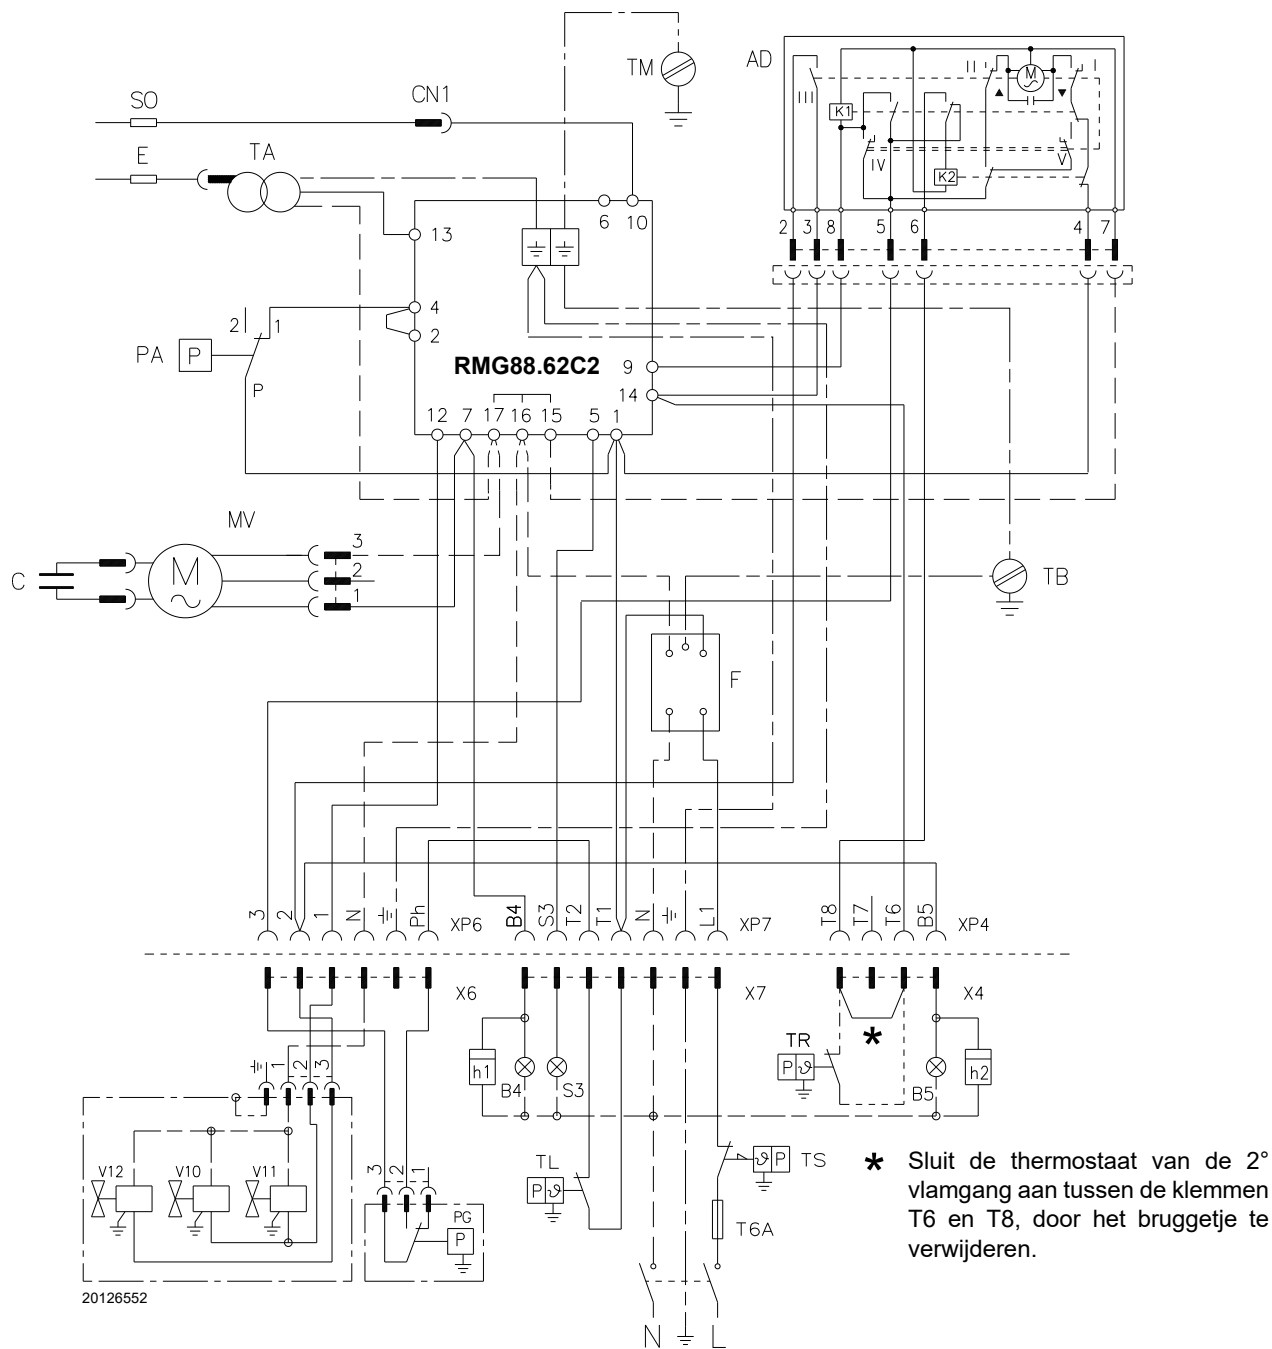 TM
AD
SO
CN1
E
TA
II
I
III
M
K1
IV
V
K2
6 10
2 3 8 5 6 4 7
13
4
2
2 1
PA P
P
RMG88.62C2
9
14
12 7 17 16 15 5 1
MV
C
M
3
2
1
TB
F
3 2 1 N Ph XP6
B4 S3 T2 T1 N L1 XP7
T8 T7 T6 B5 XP4
X6
X7
X4
h1
B4
S3
TR
P ϑ
*
B5
h2
1 2 3
V12
V10
V11
3 2 1
PG
P
TL
P ϑ
ϑ P
TS
T6A
* Sluit de thermostaat van de 2°
vlamgang aan tussen de klemmen
T6 en T8, door het bruggetje te
verwijderen.
20126552
N L